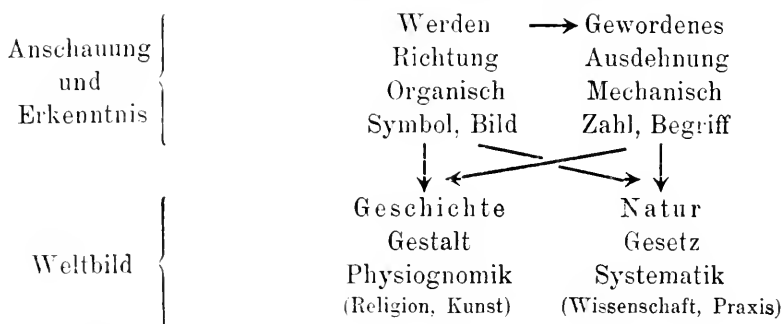 Werden → Gewordenes
Anschauung Richtung Ausdehnung
und Organisch Mechanisch
Erkenntnis Symbol, Bild Zahl, Begriff
Geschichte Natur
Gestalt Gesetz
Weltbild Physiognomik Systematik
(Religion, Kunst) (Wissenschaft, Praxis)